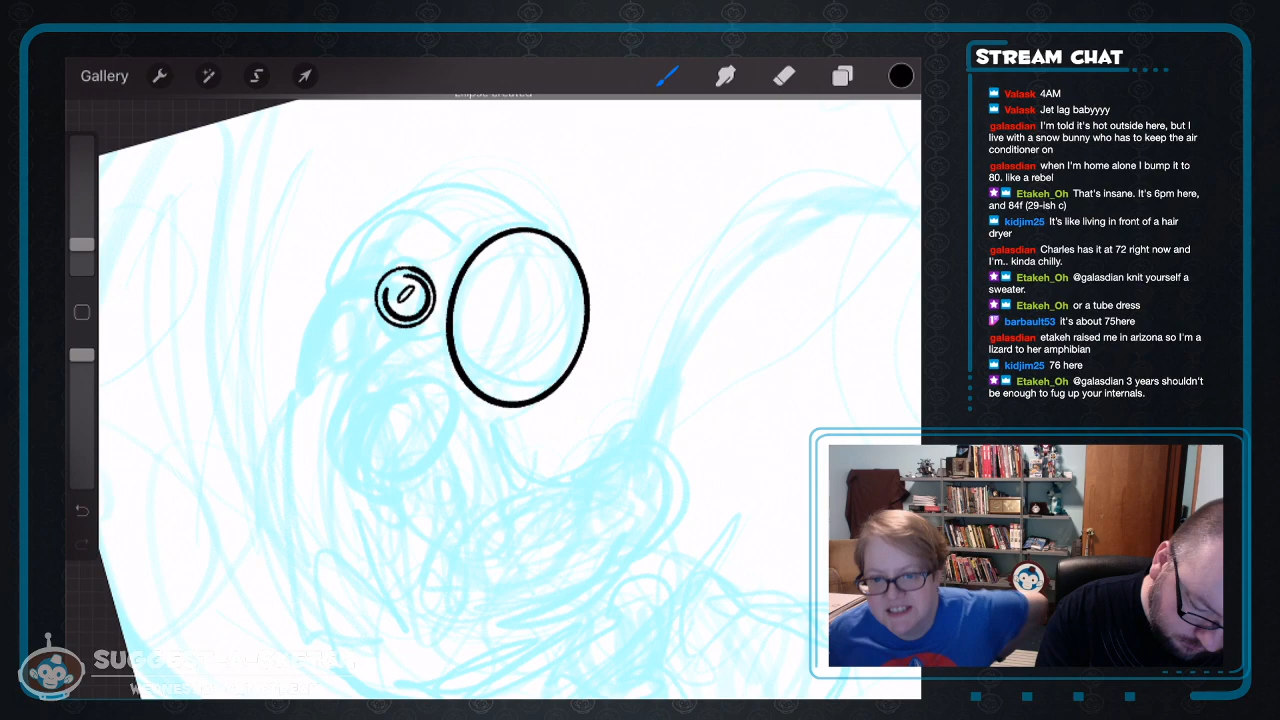 Gallery
Ellipse created
STREAM CHAT
Valask 4AM
Valask Jet lag babyyyy
galasdian I'm told it's hot outside here, but I
live with a snow bunny who has to keep the air
conditioner on
galasdian when I'm home alone I bump it to
80. like a rebel
Etakeh_Oh That's insane. It's 6pm here,
and 84f (29-ish c)
kidjim25 It's like living in front of a hair
dryer
galasdian Charles has it at 72 right now and
I'm.. kinda chilly.
Etakeh_Oh @galasdian knit yourself a
sweater.
Etakeh_Oh or a tube dress
barbault53 it's about 75here
galasdian etakeh raised me in arizona so I'm a
lizard to her amphibian
kidjim25 76 here
Etakeh_Oh @galasdian 3 years shouldn't
be enough to fug up your internals.